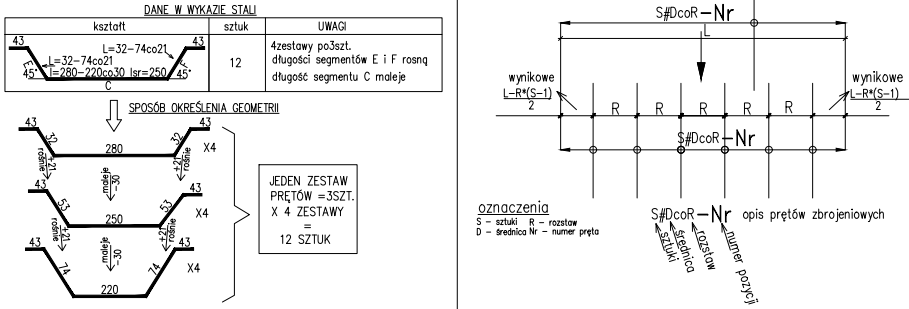 DANE W WYKAZIE STALI
kształt sztuk UWAGI
43 43
L=32-74co21
L=32-74co21
E F
45° l=280-220co30 lsr=250 45°
C
12
4zestawy po3szt.
długości segmentów E i F rosną
długość segmentu C maleje
SPOSÓB OKREŚLENIA GEOMETRII
43 43
32 280 32 X4
+21 rośnie
maleje -30
+21 rośnie
43 43
53 250 53 X4
+21 rośnie
maleje -30
+21 rośnie
43 43
74 220 74 X4
JEDEN ZESTAW
PRĘTÓW =3SZT.
X 4 ZESTAWY
=
12 SZTUK
S#DcoR-Nr
L
wynikowe
L-R*(S-1)
2
wynikowe
L-R*(S-1)
2
R R R R R
S#DcoR-Nr
oznaczenia
S - sztuki R - rozstaw
D - średnica Nr - numer pręta
S#DcoR-Nr opis prętów zbrojeniowych
sztuki
średnica
rozstaw
numer pozycji